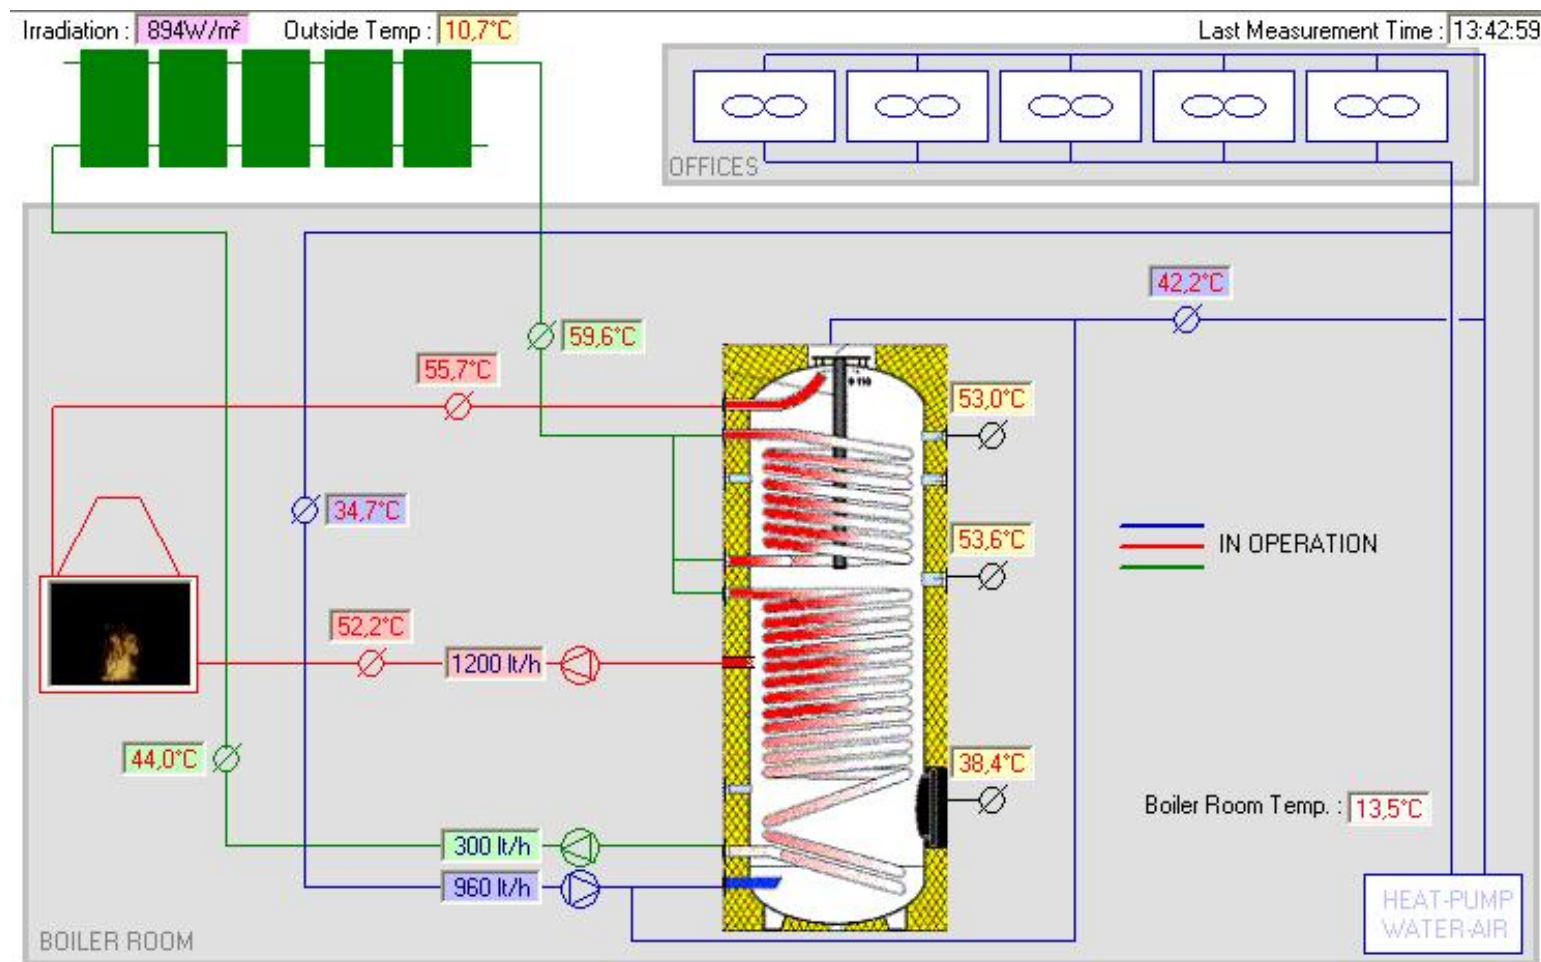 Irradiation : 894W/m² Outside Temp : 10,7°C Last Measurement Time : 13:42:59
OFFICES
42,2°C
59,6°C
55,7°C
53,0°C
34,7°C
53,6°C
IN OPERATION
52,2°C
1200 lt/h
44,0°C
38,4°C
Boiler Room Temp. : 13,5°C
300 lt/h
960 lt/h
HEAT-PUMP
WATER-AIR
BOILER ROOM